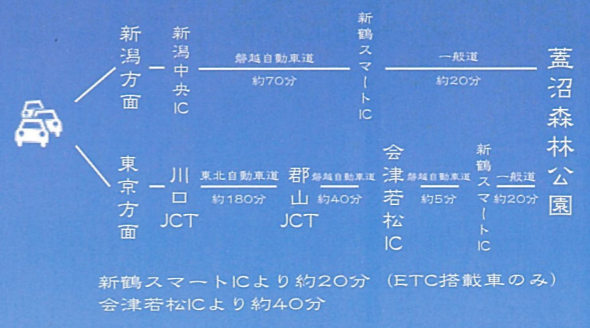 新潟方面
新潟中央IC
磐越自動車道
約70分
新鶴スマートIC
一般道
約20分
蓋沼森林公園
東京方面
川口JCT
東北自動車道
約180分
郡山JCT
磐越自動車道
約40分
会津若松IC
磐越自動車道
約5分
新鶴スマートIC
一般道
約20分
新鶴スマートICより約20分 (ETC搭載車のみ)
会津若松ICより約40分